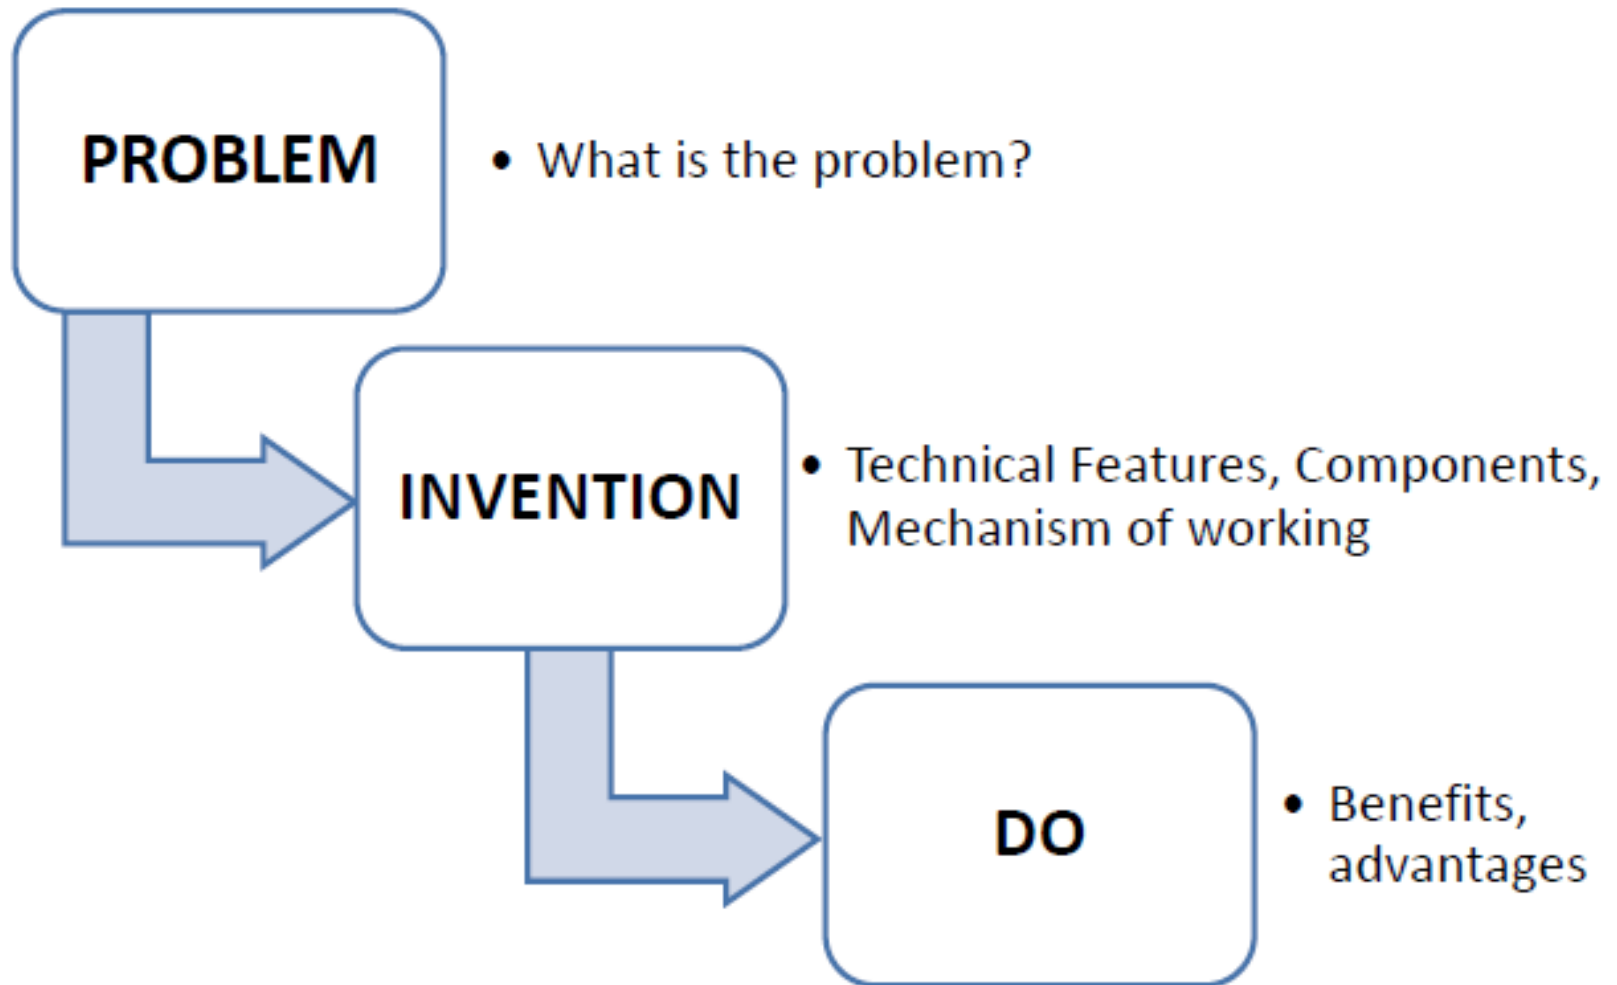 PROBLEM
• What is the problem?
INVENTION
• Technical Features, Components,
Mechanism of working
DO
• Benefits,
advantages